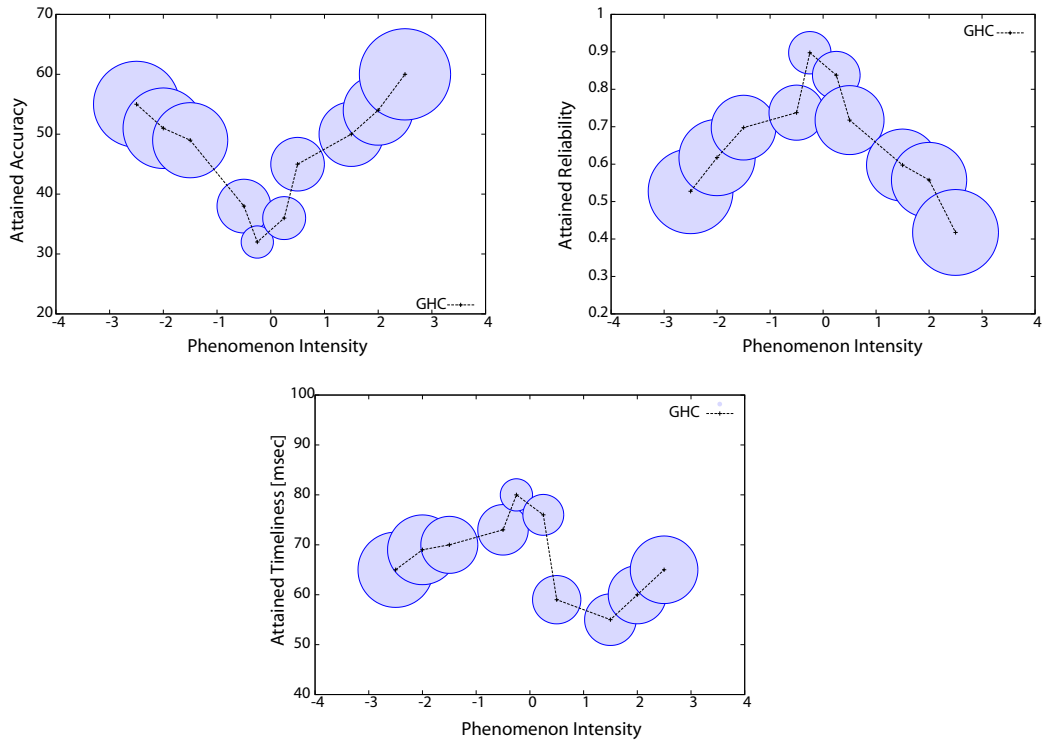 70
60
50
40
30
20
Attained Accuracy
GHC
-4 -3 -2 -1 0 1 2 3 4
Phenomenon Intensity
1
0.9
0.8
0.7
0.6
0.5
0.4
0.3
0.2
Attained Reliability
GHC
-4 -3 -2 -1 0 1 2 3 4
Phenomenon Intensity
100
90
80
70
60
50
40
Attained Timeliness [msec]
GHC
-4 -3 -2 -1 0 1 2 3 4
Phenomenon Intensity